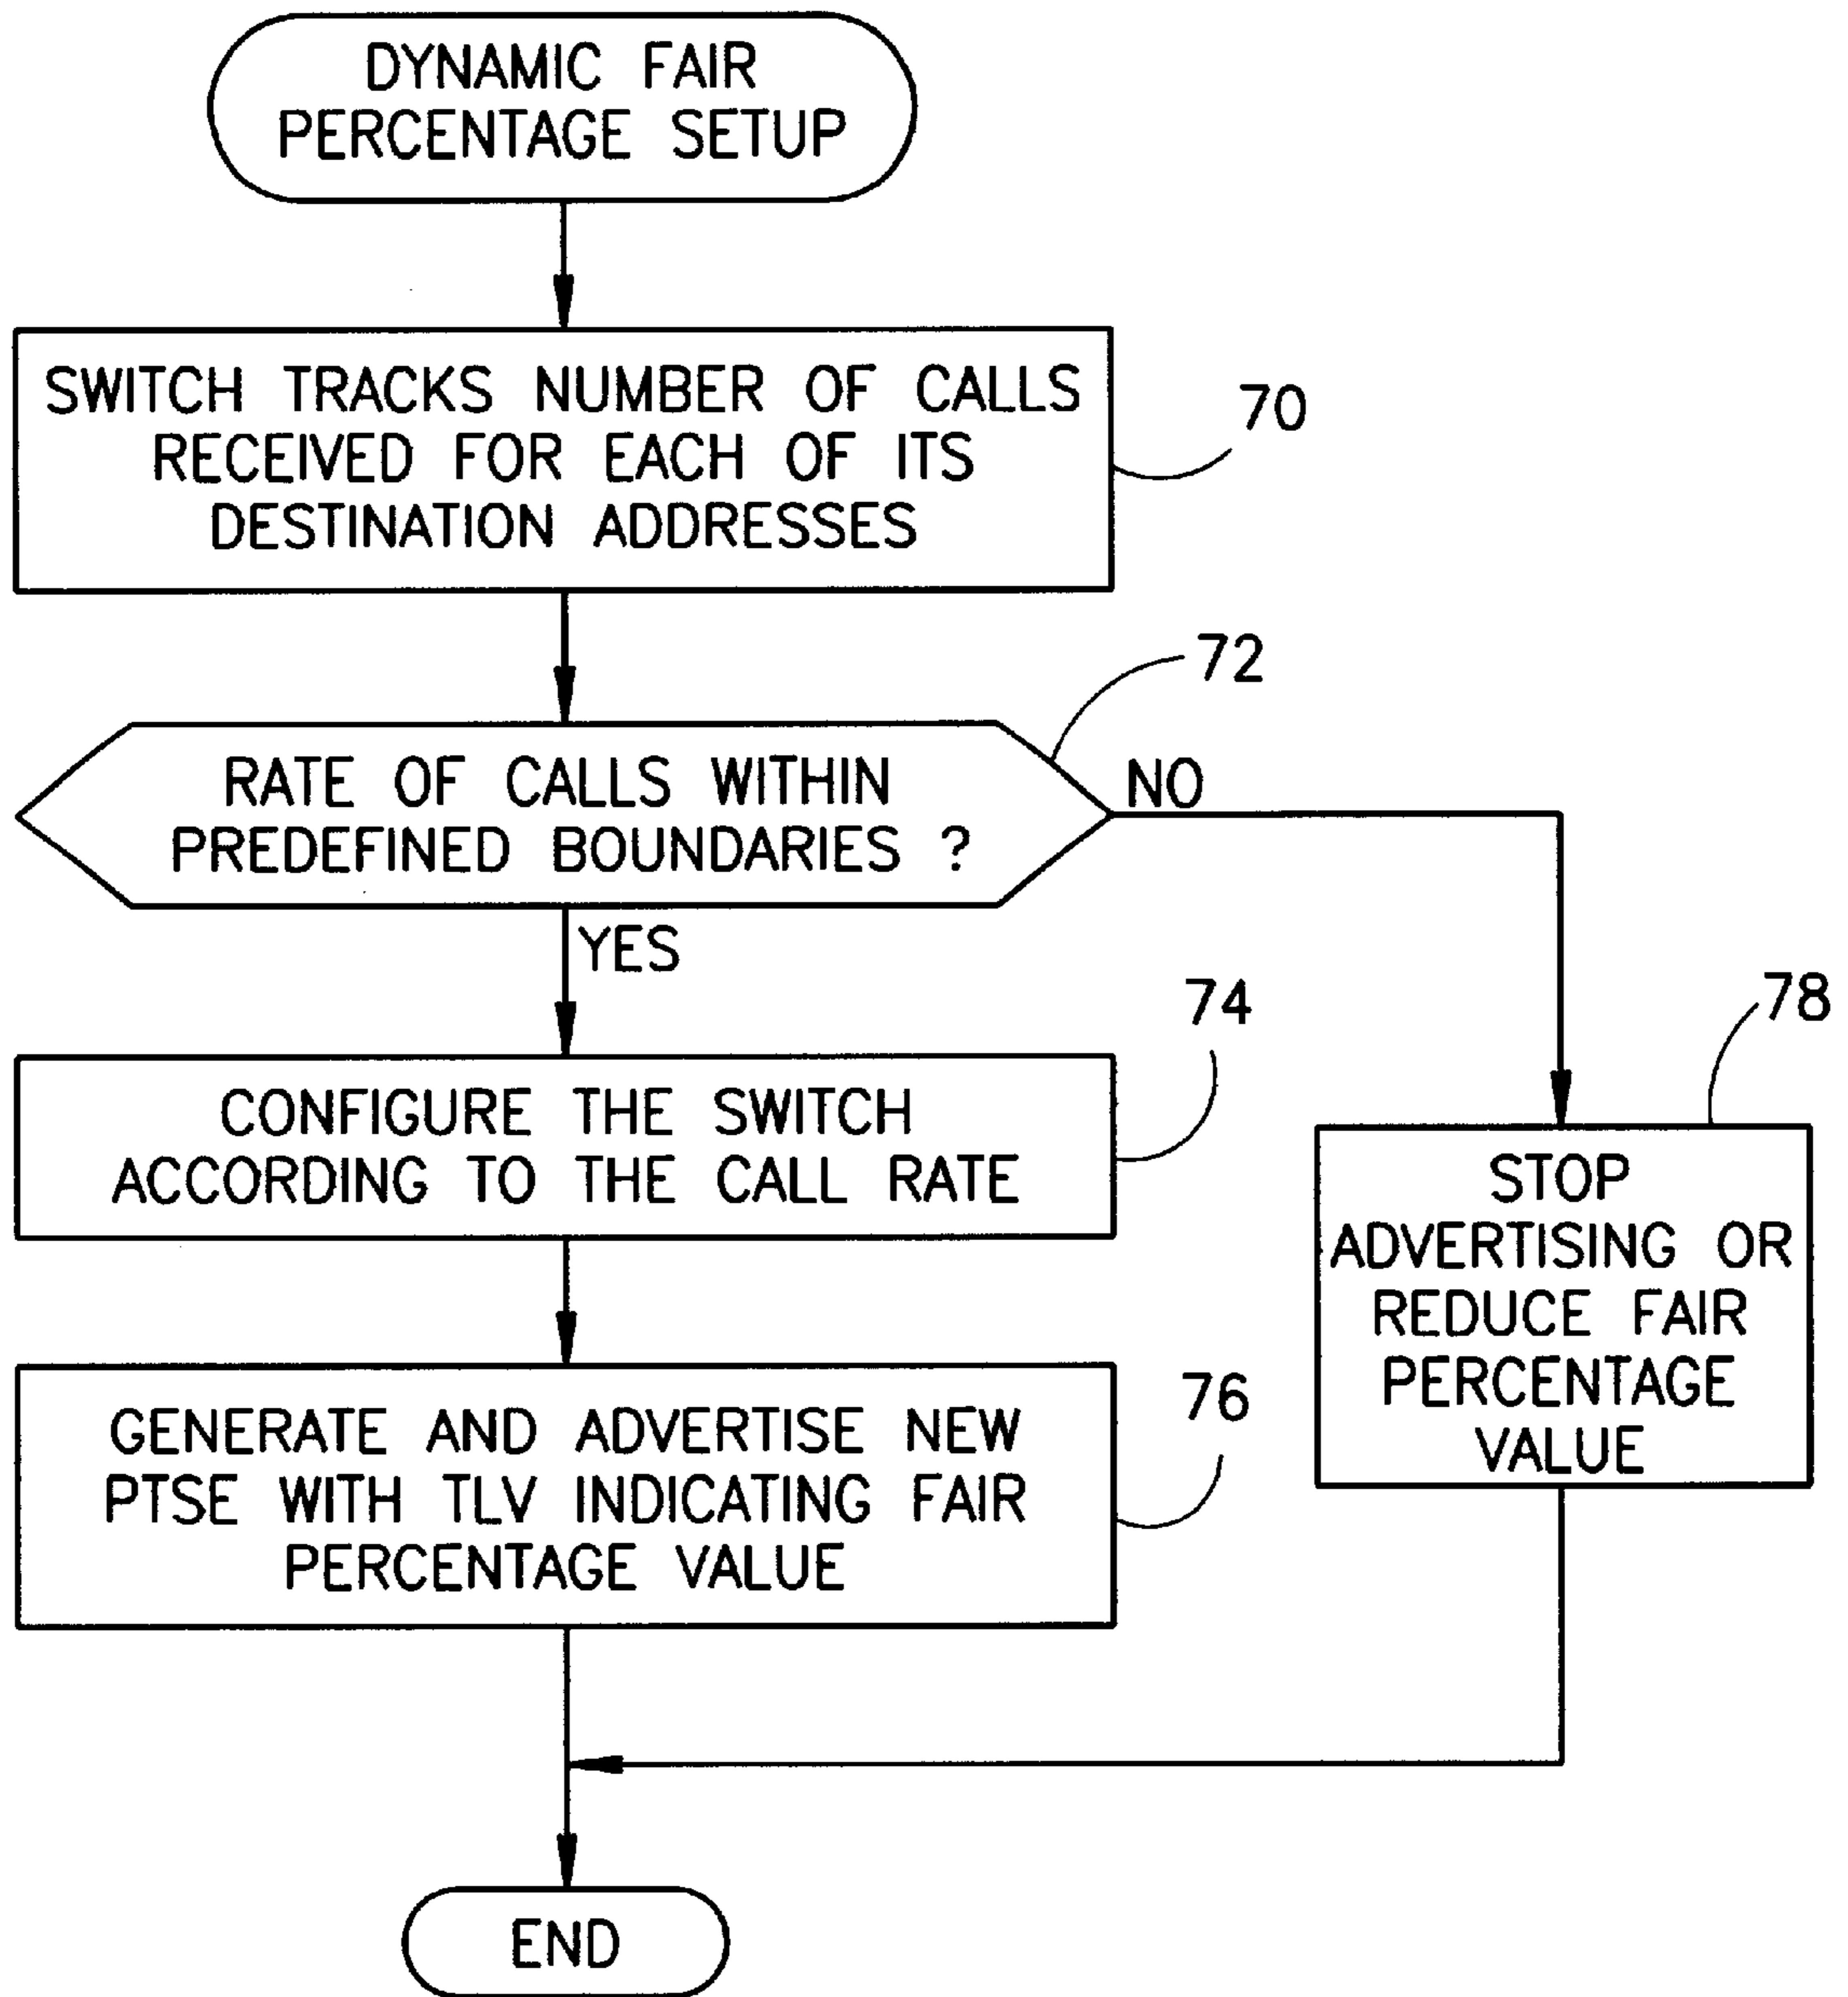 DYNAMIC FAIR
PERCENTAGE SETUP
SWITCH TRACKS NUMBER OF CALLS
RECEIVED FOR EACH OF ITS
DESTINATION ADDRESSES
70
72
RATE OF CALLS WITHIN
PREDEFINED BOUNDARIES ?
NO
YES
74
CONFIGURE THE SWITCH
ACCORDING TO THE CALL RATE
78
STOP
ADVERTISING OR
REDUCE FAIR
PERCENTAGE
VALUE
76
GENERATE AND ADVERTISE NEW
PTSE WITH TLV INDICATING FAIR
PERCENTAGE VALUE
END